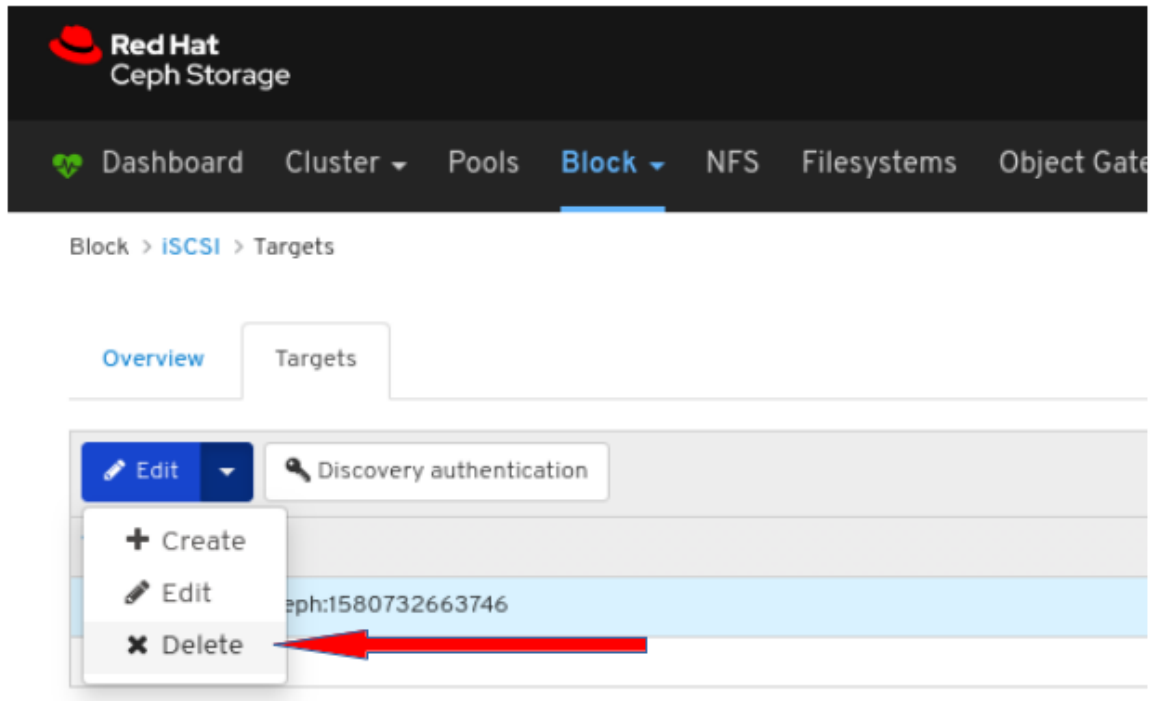 Red Hat
Ceph Storage
Dashboard Cluster Pools Block NFS Filesystems Object Gate
Block > iSCSI > Targets
Overview Targets
Edit Discovery authentication
Create
Edit
eph:1580732663746
Delete